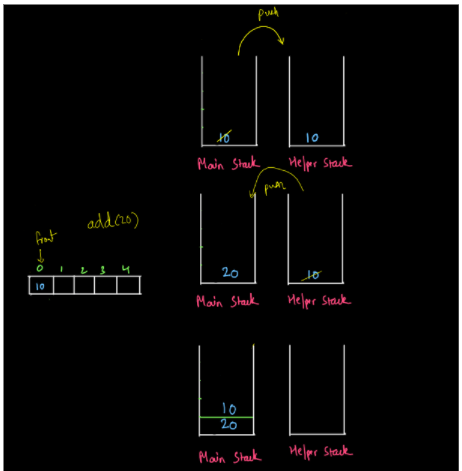 push
10 10
Main Stack Helper Stack
push
add(20)
front
0 1 2 3 4
10
20 10
Main Stack Helper Stack
10
20
Main Stack Helper Stack